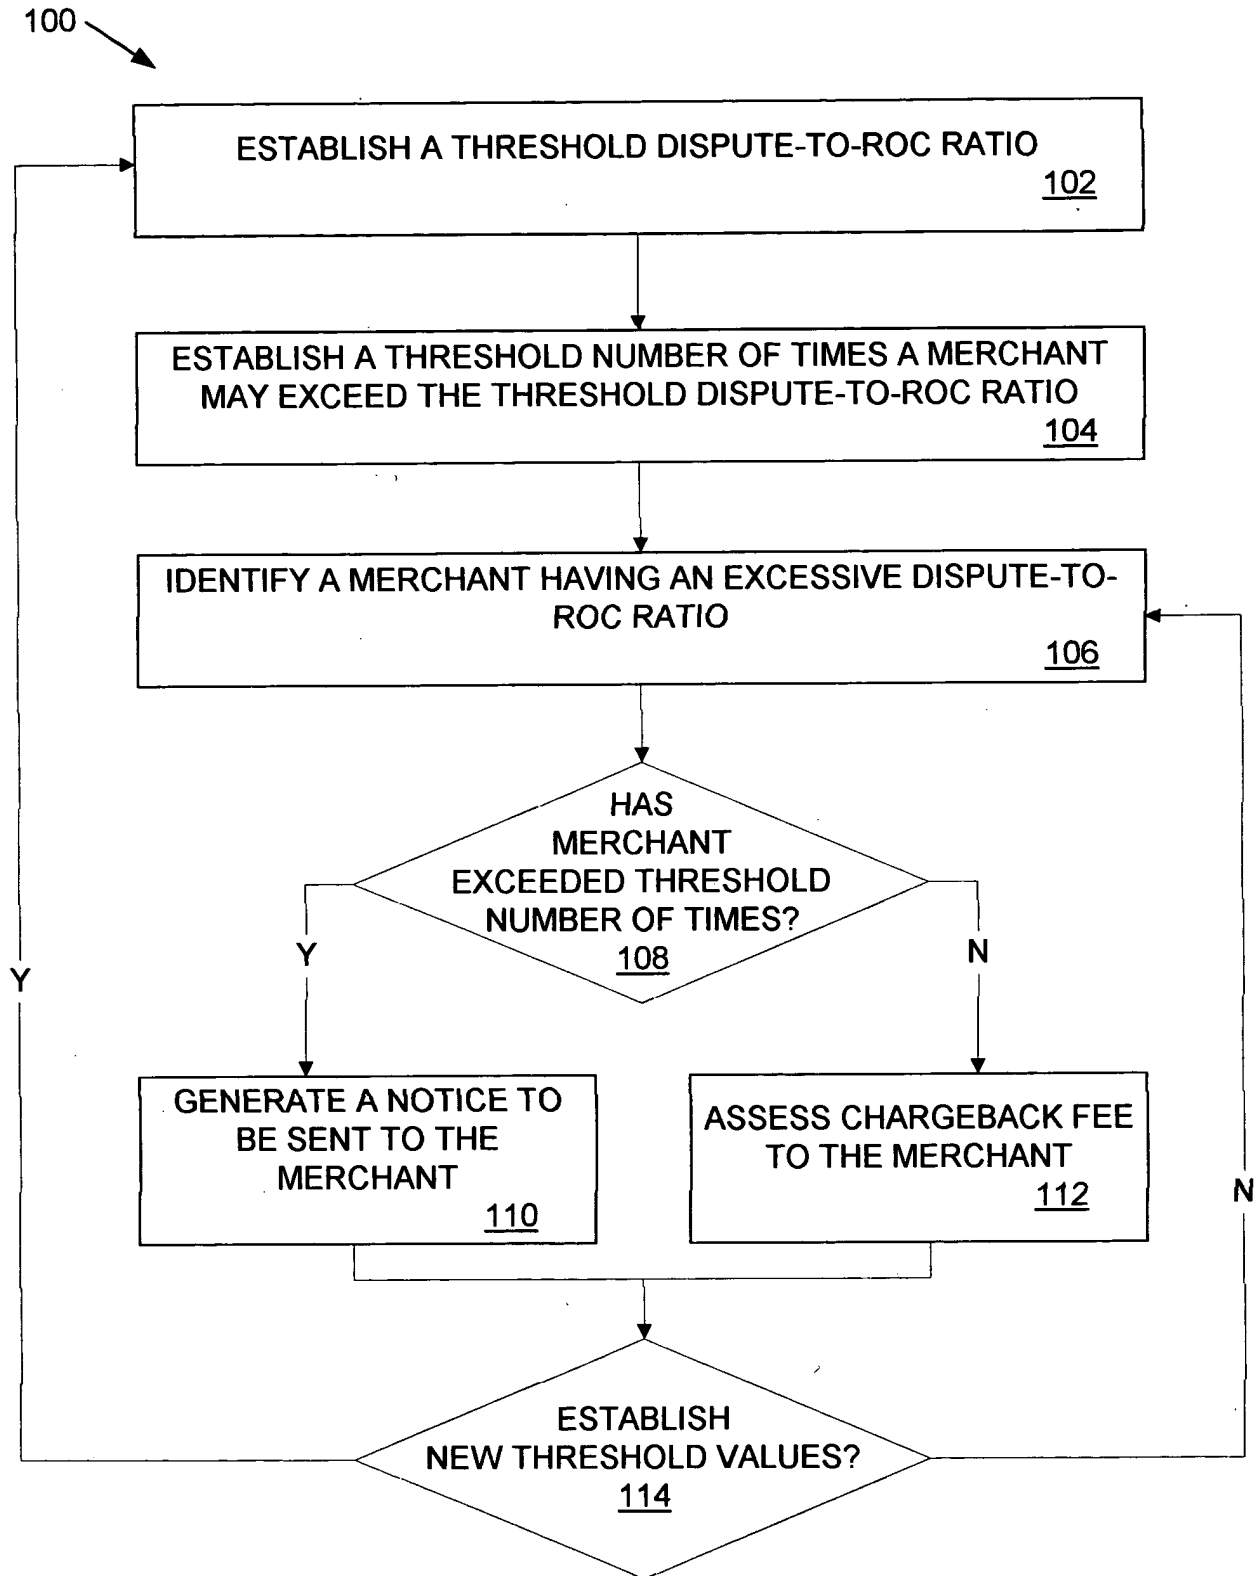 100
ESTABLISH A THRESHOLD DISPUTE-TO-ROC RATIO
102
ESTABLISH A THRESHOLD NUMBER OF TIMES A MERCHANT
MAY EXCEED THE THRESHOLD DISPUTE-TO-ROC RATIO
104
IDENTIFY A MERCHANT HAVING AN EXCESSIVE DISPUTE-TO-
ROC RATIO
106
HAS
MERCHANT
EXCEEDED THRESHOLD
NUMBER OF TIMES?
108
Y
N
Y
GENERATE A NOTICE TO
BE SENT TO THE
MERCHANT
110
ASSESS CHARGEBACK FEE
TO THE MERCHANT
112
N
ESTABLISH
NEW THRESHOLD VALUES?
114